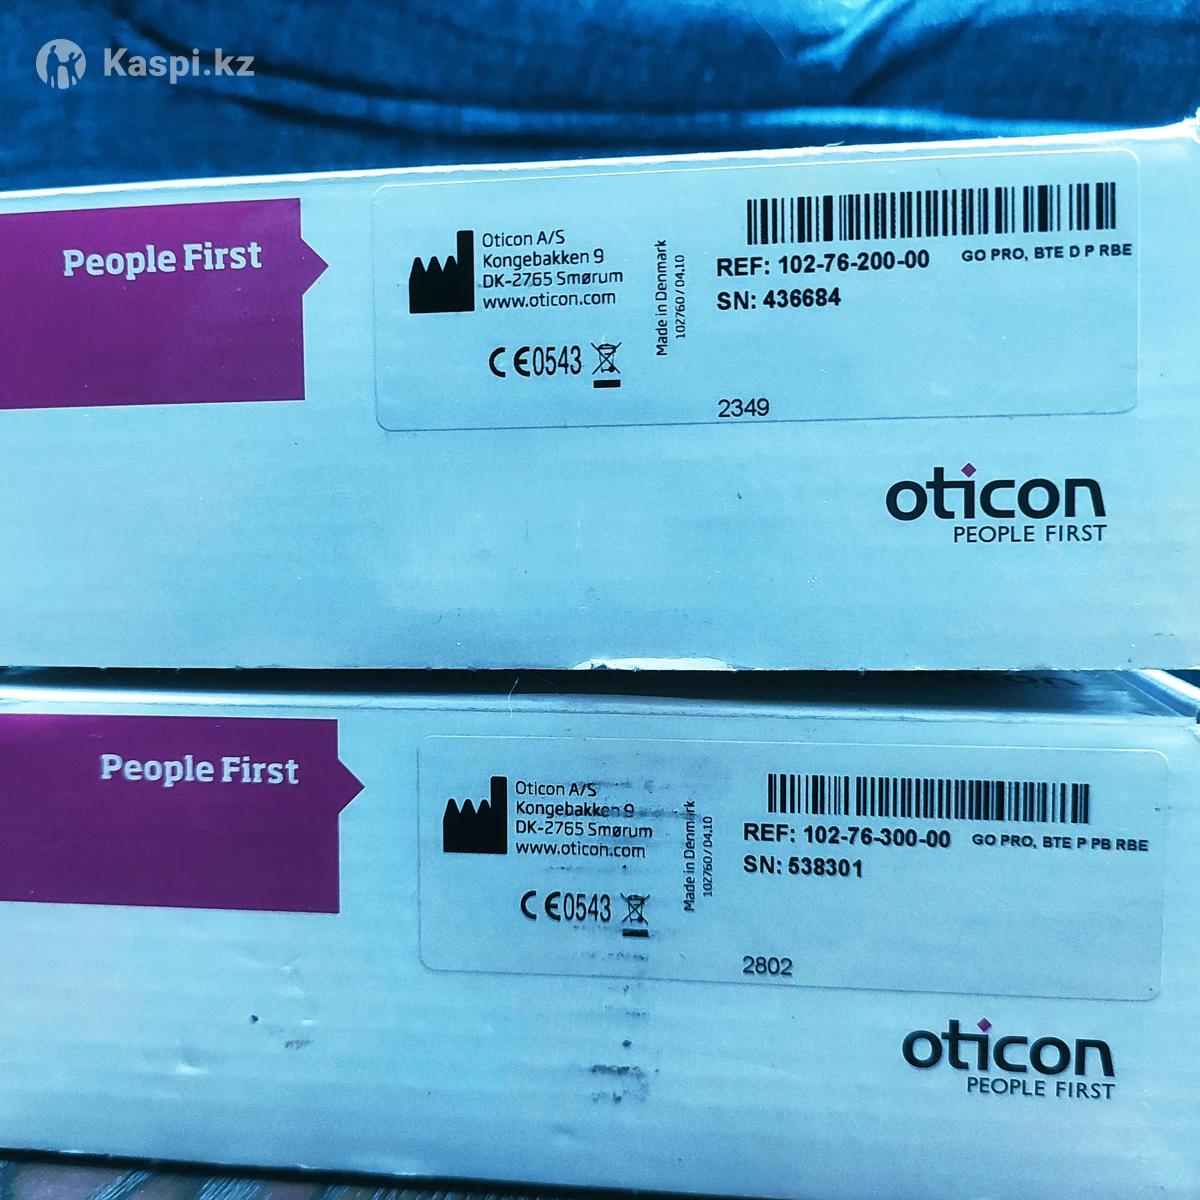 Kaspi.kz
People First
Oticon A/S
Kongebakken 9
DK-2765 Smørum
www.oticon.com
CE0543
Made in Denmark
102760 / 04.10
REF: 102-76-200-00 GO PRO, BTE D P RBE
SN: 436684
2349
oticon
PEOPLE FIRST
oticon
People First
Oticon A/S
Kongebakken 9
DK-2765 Smørum
www.oticon.com
CE0543
Made in Denmark
102760 / 04.10
REF: 102-76-300-00 GO PRO, BTE P PB RBE
SN: 538301
2802
oticon
PEOPLE FIRST